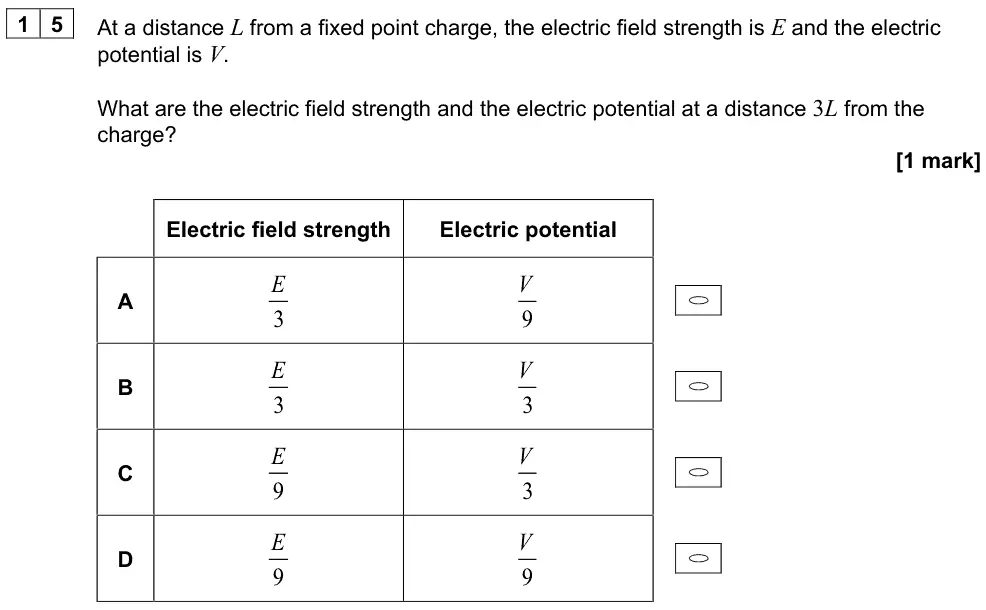 1 5 At a distance L from a fixed point charge, the electric field strength is E and the electric
potential is V.
What are the electric field strength and the electric potential at a distance 3L from the
charge?
[1 mark]
Electric field strength Electric potential
A E/3 V/9
B E/3 V/3
C E/9 V/3
D E/9 V/9